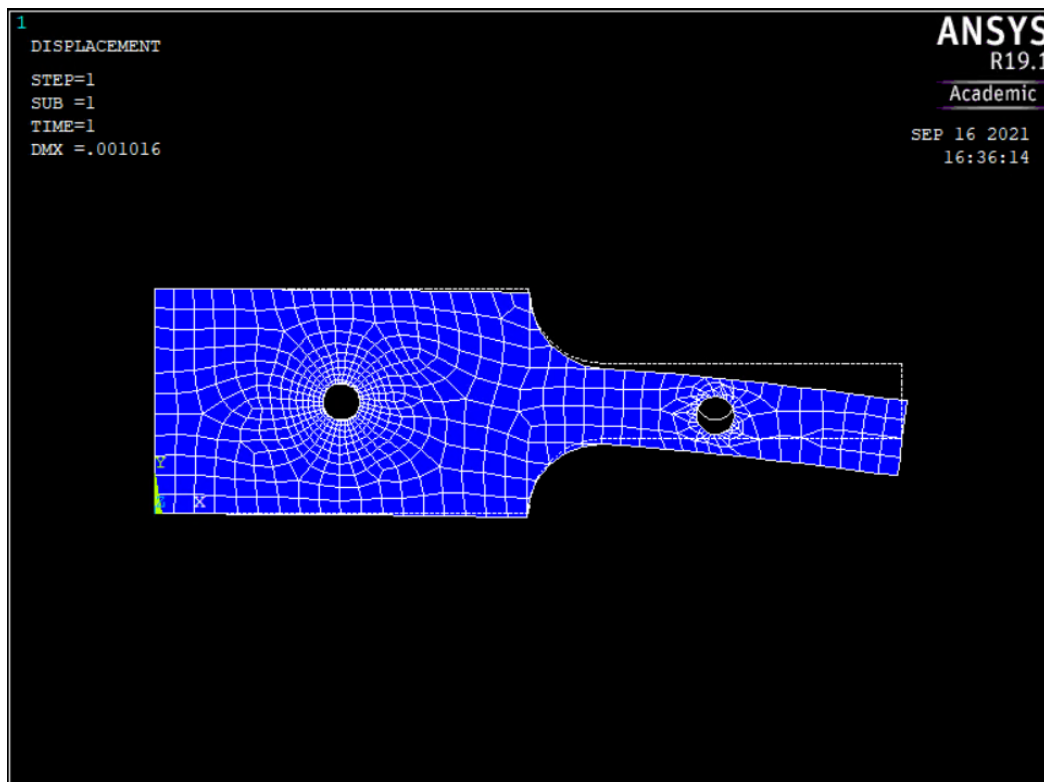 1
DISPLACEMENT
STEP=1
SUB =1
TIME=1
DMX =.001016
ANSYS
R19.1
Academic
SEP 16 2021
16:36:14
Y
X